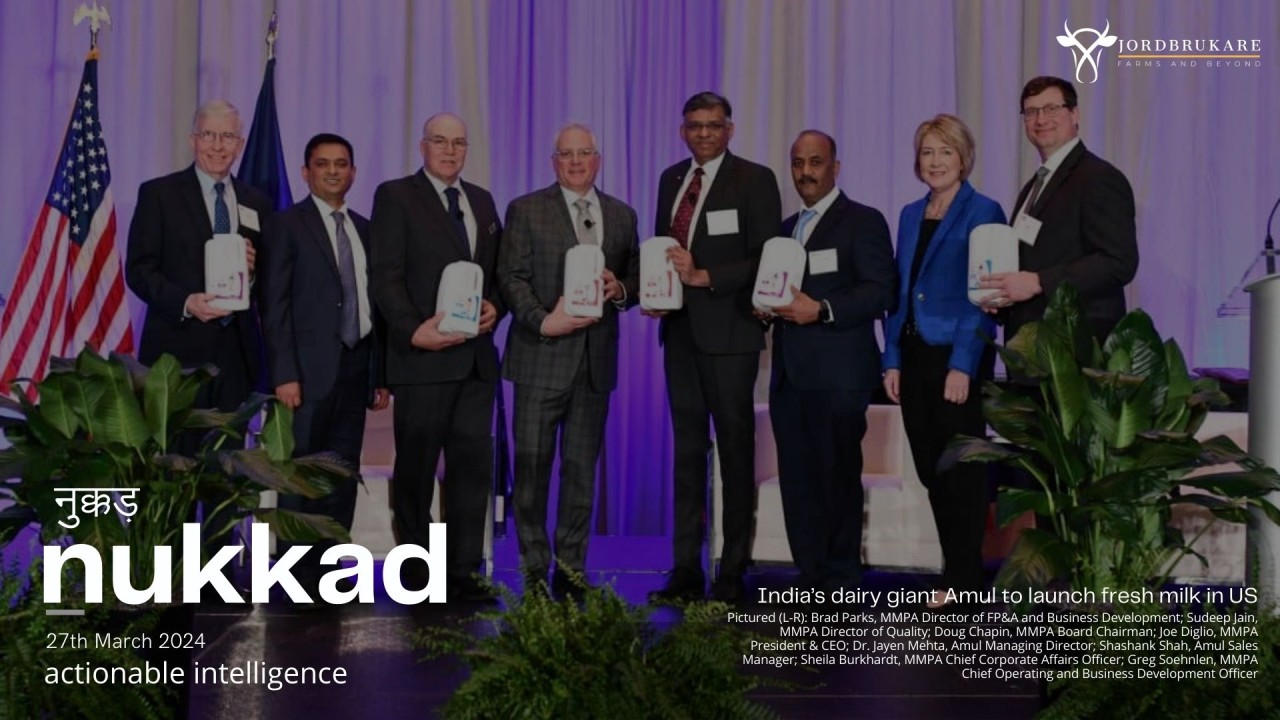 JORDBRUKARE
FARMS AND BEYOND
नुक्कड़
nukkad
27th March 2024
actionable intelligence
India's dairy giant Amul to launch fresh milk in US
Pictured (L-R): Brad Parks, MMPA Director of FP&A and Business Development; Sudeep Jain,
MMPA Director of Quality; Doug Chapin, MMPA Board Chairman; Joe Diglio, MMPA
President & CEO; Dr. Jayen Mehta, Amul Managing Director; Shashank Shah, Amul Sales
Manager; Sheila Burkhardt, MMPA Chief Corporate Affairs Officer; Greg Soehnlen, MMPA
Chief Operating and Business Development Officer